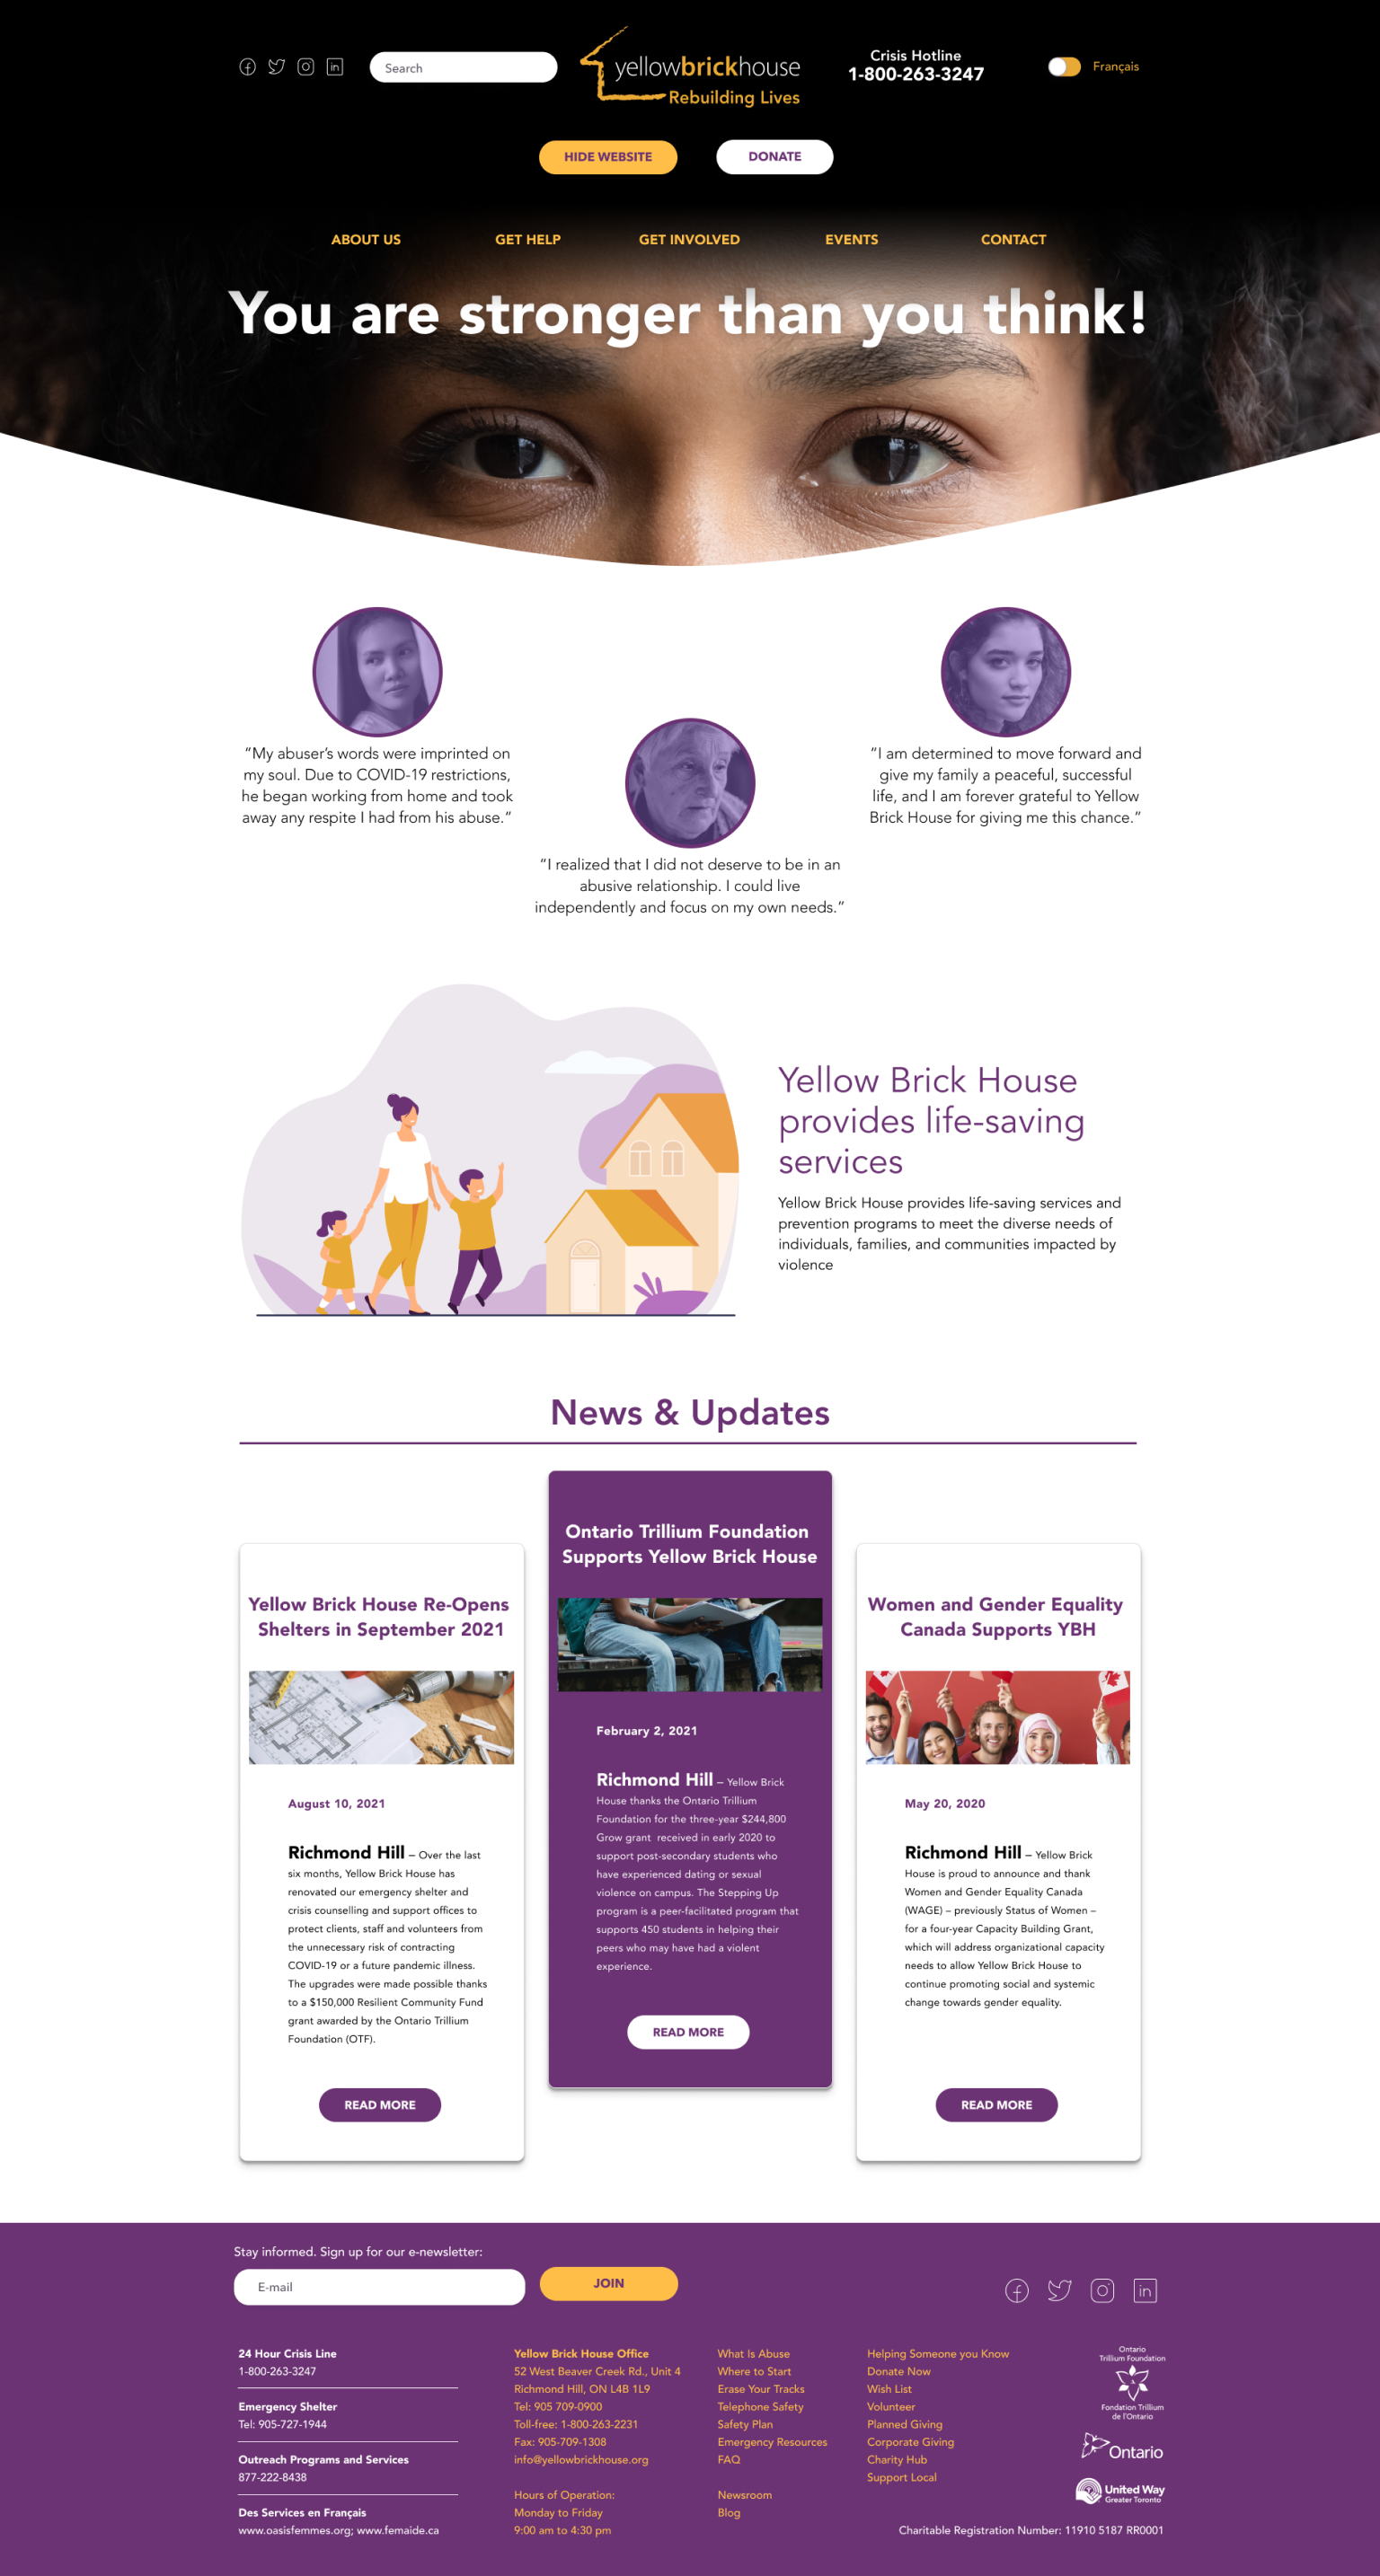 Search
yellowbrickhouse
Rebuilding Lives
Crisis Hotline
1-800-263-3247
Français
HIDE WEBSITE
DONATE
ABOUT US
GET HELP
GET INVOLVED
EVENTS
CONTACT
You are stronger than you think!
“My abuser’s words were imprinted on
my soul. Due to COVID-19 restrictions,
he began working from home and took
away any respite I had from his abuse.”
“I realized that I did not deserve to be in an
abusive relationship. I could live
independently and focus on my own needs.”
“I am determined to move forward and
give my family a peaceful, successful
life, and I am forever grateful to Yellow
Brick House for giving me this chance.”
Yellow Brick House
provides life-saving
services
Yellow Brick House provides life-saving services and
prevention programs to meet the diverse needs of
individuals, families, and communities impacted by
violence
News & Updates
Yellow Brick House Re-Opens
Shelters in September 2021
August 10, 2021
Richmond Hill – Over the last
six months, Yellow Brick House has
renovated our emergency shelter and
crisis counselling and support offices to
protect clients, staff and volunteers from
the unnecessary risk of contracting
COVID-19 or a future pandemic illness.
The upgrades were made possible thanks
to a $150,000 Resilient Community Fund
grant awarded by the Ontario Trillium
Foundation (OTF).
READ MORE
Ontario Trillium Foundation
Supports Yellow Brick House
February 2, 2021
Richmond Hill – Yellow Brick
House thanks the Ontario Trillium
Foundation for the three-year $244,800
Grow grant  received in early 2020 to
support post-secondary students who
have experienced dating or sexual
violence on campus. The Stepping Up
program is a peer-facilitated program that
supports 450 students in helping their
peers who may have had a violent
experience.
READ MORE
Women and Gender Equality
Canada Supports YBH
May 20, 2020
Richmond Hill – Yellow Brick
House is proud to announce and thank
Women and Gender Equality Canada
(WAGE) – previously Status of Women –
for a four-year Capacity Building Grant,
which will address organizational capacity
needs to allow Yellow Brick House to
continue promoting social and systemic
change towards gender equality.
READ MORE
Stay informed. Sign up for our e-newsletter:
E-mail
JOIN
24 Hour Crisis Line
1-800-263-3247
Emergency Shelter
Tel: 905-727-1944
Outreach Programs and Services
877-222-8438
Des Services en Français
www.oasisfemmes.org; www.femaide.ca
Yellow Brick House Office
52 West Beaver Creek Rd., Unit 4
Richmond Hill, ON L4B 1L9
Tel: 905 709-0900
Toll-free: 1-800-263-2231
Fax: 905-709-1308
info@yellowbrickhouse.org
Hours of Operation:
Monday to Friday
9:00 am to 4:30 pm
What Is Abuse
Where to Start
Erase Your Tracks
Telephone Safety
Safety Plan
Emergency Resources
FAQ
Newsroom
Blog
Helping Someone you Know
Donate Now
Wish List
Volunteer
Planned Giving
Corporate Giving
Charity Hub
Support Local
Ontario
Trillium Foundation
Fondation Trillium
de l'Ontario
Ontario
United Way
Greater Toronto
Charitable Registration Number: 11910 5187 RR0001